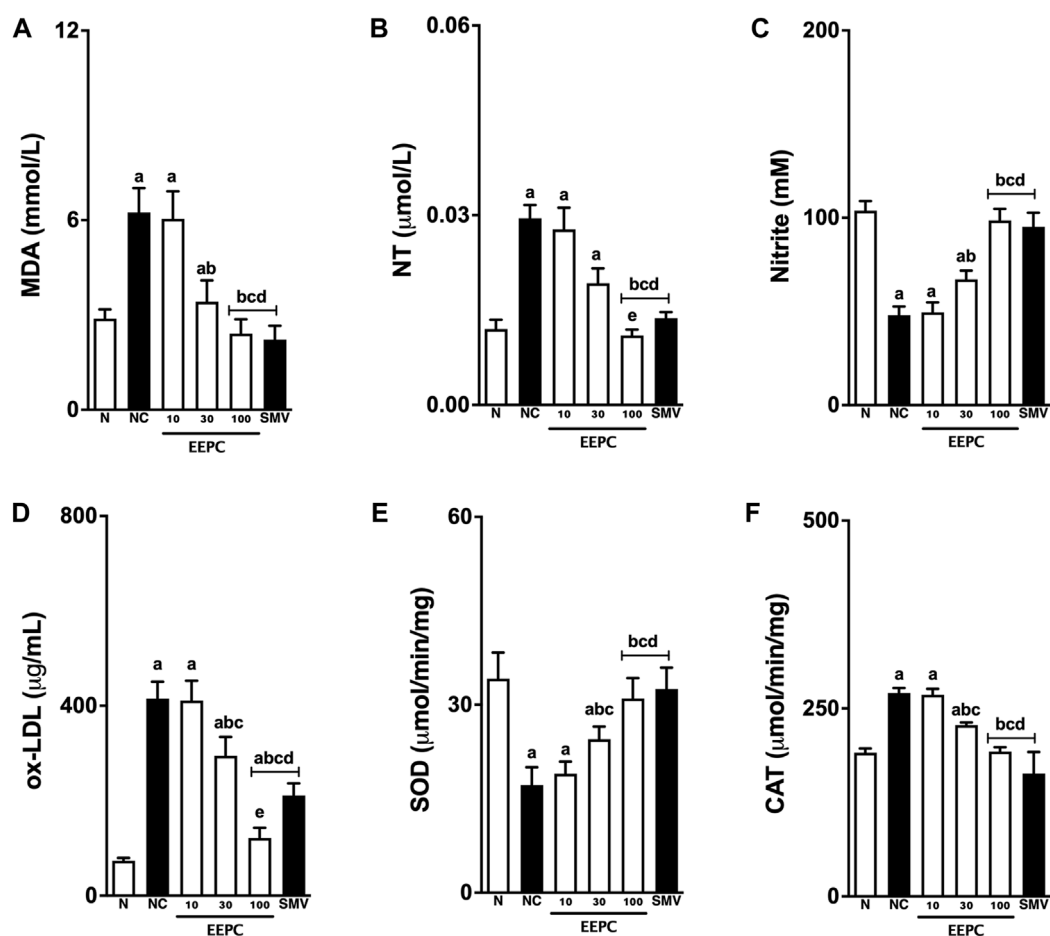 A
12
6
0
MDA (mmol/L)
a
a
ab
bcd
N NC 10 30 100 SMV
EEPC
B
0.06
0.03
0.00
NT (μmol/L)
a
a
a
bcd
e
N NC 10 30 100 SMV
EEPC
C
200
100
0
Nitrite (mM)
a
a
ab
bcd
N NC 10 30 100 SMV
EEPC
D
800
400
0
ox-LDL (μg/mL)
a
a
abc
abcd
e
N NC 10 30 100 SMV
EEPC
E
60
30
0
SOD (μmol/min/mg)
a
a
abc
bcd
N NC 10 30 100 SMV
EEPC
F
500
250
0
CAT (μmol/min/mg)
a
a
abc
bcd
N NC 10 30 100 SMV
EEPC